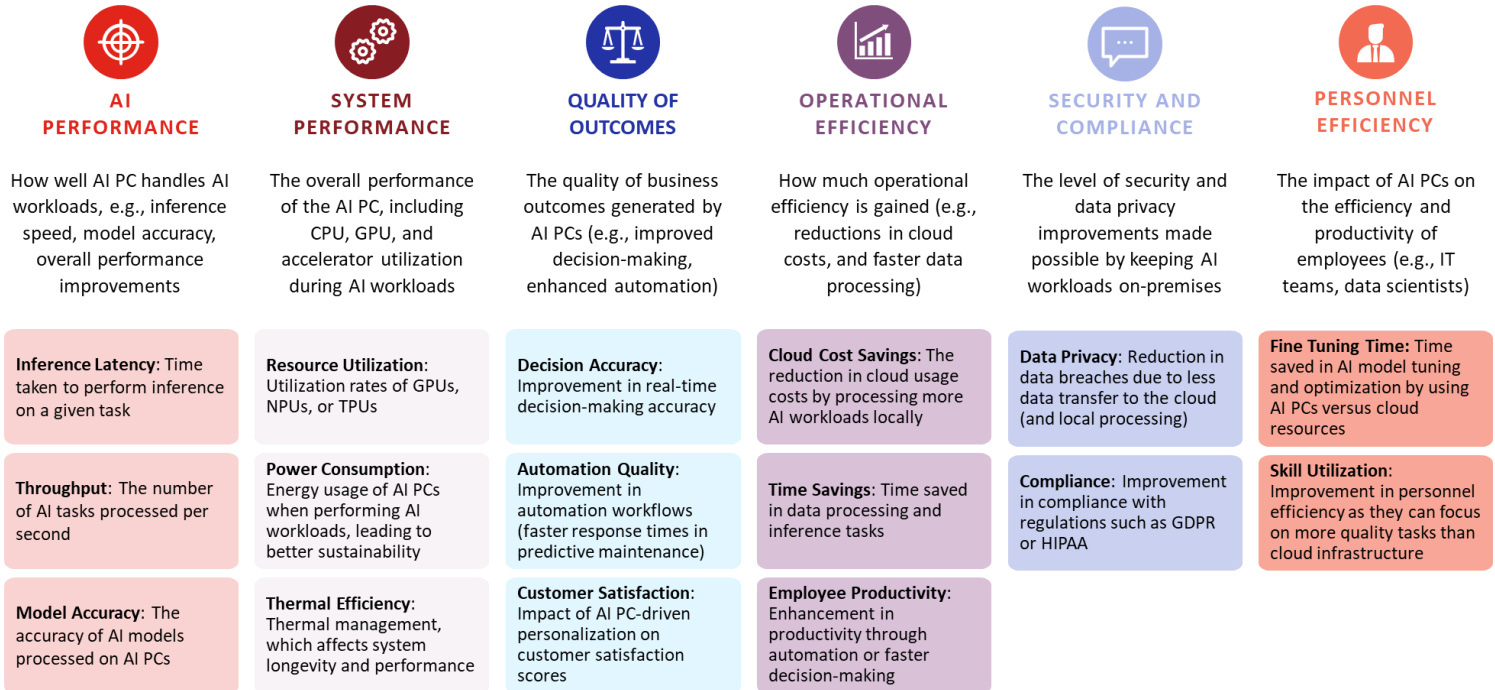 AI
PERFORMANCE
How well AI PC handles AI
workloads, e.g., inference
speed, model accuracy,
overall performance
improvements
Inference Latency: Time
taken to perform inference
on a given task
Throughput: The number
of AI tasks processed per
second
Model Accuracy: The
accuracy of AI models
processed on AI PCs
SYSTEM
PERFORMANCE
The overall performance
of the AI PC, including
CPU, GPU, and
accelerator utilization
during AI workloads
Resource Utilization:
Utilization rates of GPUs,
NPUs, or TPUs
Power Consumption:
Energy usage of AI PCs
when performing AI
workloads, leading to
better sustainability
Thermal Efficiency:
Thermal management,
which affects system
longevity and performance
QUALITY OF
OUTCOMES
The quality of business
outcomes generated by
AI PCs (e.g., improved
decision-making,
enhanced automation)
Decision Accuracy:
Improvement in real-time
decision-making accuracy
Automation Quality:
Improvement in
automation workflows
(faster response times in
predictive maintenance)
Customer Satisfaction:
Impact of AI PC-driven
personalization on
customer satisfaction
scores
OPERATIONAL
EFFICIENCY
How much operational
efficiency is gained (e.g.,
reductions in cloud
costs, and faster data
processing)
Cloud Cost Savings: The
reduction in cloud usage
costs by processing more
AI workloads locally
Time Savings: Time saved
in data processing and
inference tasks
Employee Productivity:
Enhancement in
productivity through
automation or faster
decision-making
SECURITY AND
COMPLIANCE
The level of security and
data privacy
improvements made
possible by keeping AI
workloads on-premises
Data Privacy: Reduction in
data breaches due to less
data transfer to the cloud
(and local processing)
Compliance: Improvement
in compliance with
regulations such as GDPR
or HIPAA
PERSONNEL
EFFICIENCY
The impact of AI PCs on
the efficiency and
productivity of
employees (e.g., IT
teams, data scientists)
Fine Tuning Time: Time
saved in AI model tuning
and optimization by using
AI PCs versus cloud
resources
Skill Utilization:
Improvement in personnel
efficiency as they can focus
on more quality tasks than
cloud infrastructure